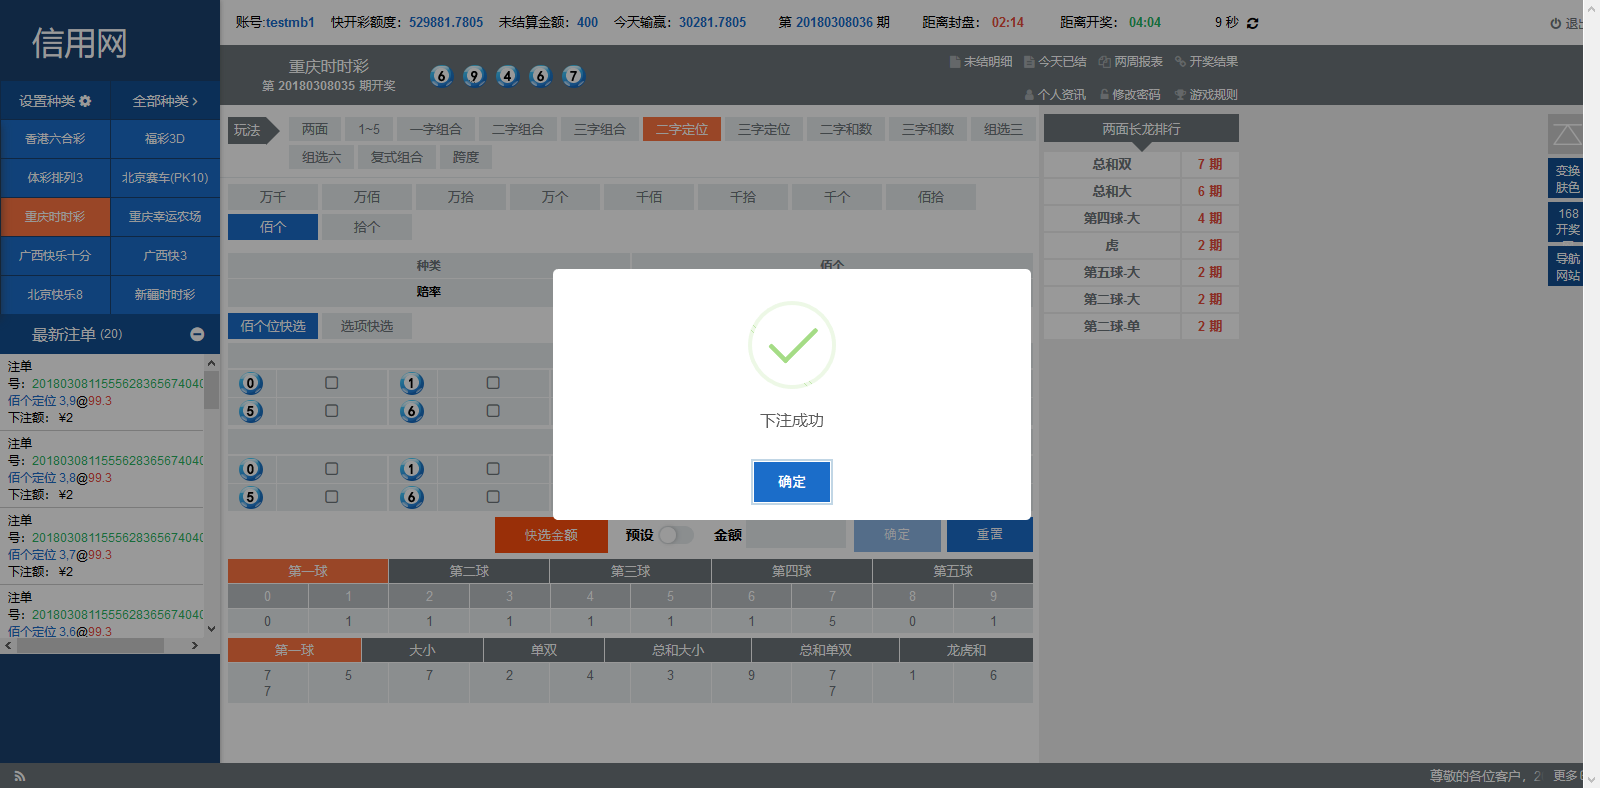 信用网
账号:testmb1 快开彩额度：529881.7805 未结算金额：400 今天输赢：30281.7805 第 20180308036 期 距离封盘：02:14 距离开奖：04:04 9 秒
重庆时时彩
第 20180308035 期开奖
6 9 4 6 7
未结明细 今天已结 两周报表 开奖结果
个人资讯 修改密码 游戏规则
设置种类 全部种类
香港六合彩 福彩3D
体彩排列3 北京赛车(PK10)
重庆时时彩 重庆幸运农场
广西快乐十分 广西快3
北京快乐8 新疆时时彩
最新注单 (20)
注单
号：20180308115556283656740400
佰个定位 3,9@99.3
下注额： ¥2
注单
号：2018030811555628365674040
佰个定位 3,8@99.3
下注额： ¥2
注单
号：2018030811555628365674040
佰个定位 3,7@99.3
下注额： ¥2
注单
号：2018030811555628365674040
佰个定位 3,6@99.3
玩法 两面 1~5 一字组合 二字组合 三字组合 二字定位 三字定位 二字和数 三字和数 组选三
组选六 复式组合 跨度
万千 万佰 万拾 万个 千佰 千拾 千个 佰拾
佰个 拾个
种类 佰个
赔率
佰个位快选 选项快选
0 1
5 6
0 1
5 6
下注成功
确定
快选金额 预设 金额 确定 重置
第一球 第二球 第三球 第四球 第五球
0 1 2 3 4 5 6 7 8 9
0 1 1 1 1 1 1 5 0 1
第一球 大小 单双 总和大小 总和单双 龙虎和
7 5 7 2 4 3 9 7 1 6
7 7
两面长龙排行
总和双 7 期
总和大 6 期
第四球-大 4 期
虎 2 期
第五球-大 2 期
第二球-大 2 期
第二球-单 2 期
变换
肤色
168
开奖
导航
网站
尊敬的各位客户， 更多